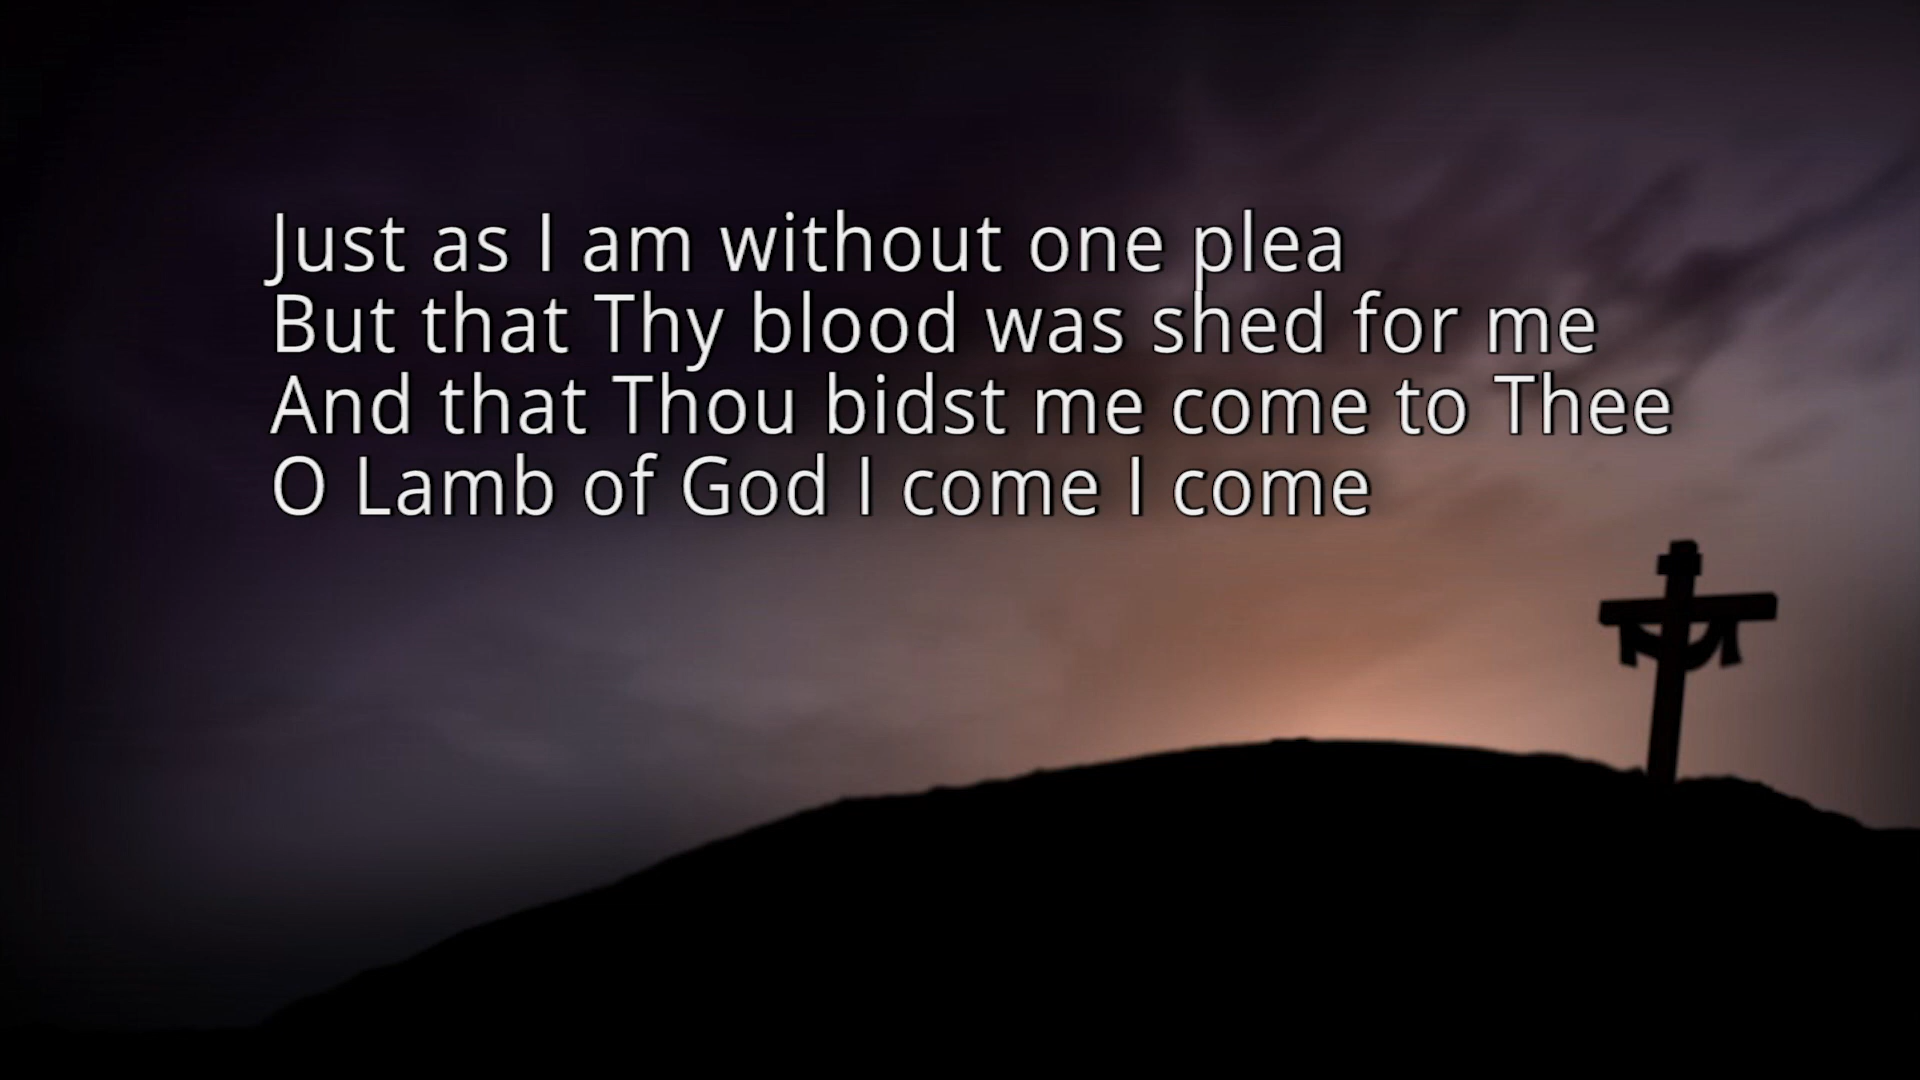 Just as I am without one plea
But that Thy blood was shed for me
And that Thou bidst me come to Thee
O Lamb of God I come I come